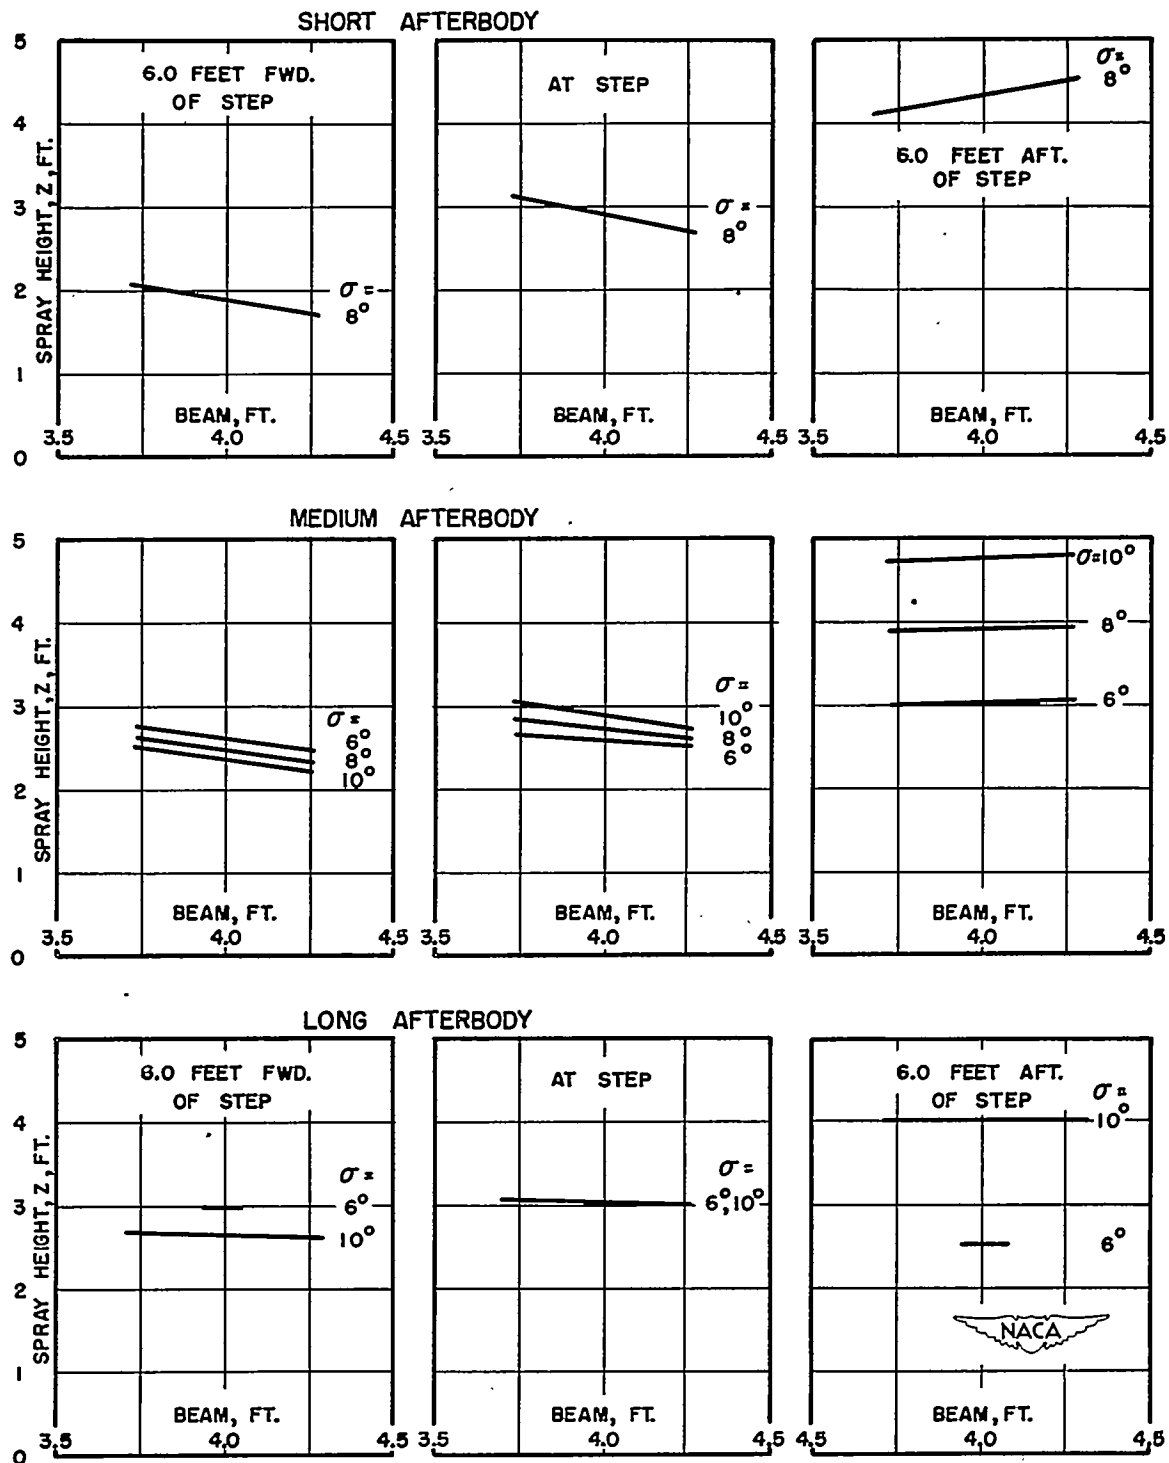 SHORT AFTERBODY
5
4
3
2
1
0
SPRAY HEIGHT, Z, FT.
6.0 FEET FWD.
OF STEP
σ =
8°
BEAM, FT.
3.5 4.0 4.5
AT STEP
σ =
8°
BEAM, FT.
3.5 4.0 4.5
σ =
8°
6.0 FEET AFT.
OF STEP
BEAM, FT.
3.5 4.0 4.5
MEDIUM AFTERBODY
5
4
3
2
1
0
SPRAY HEIGHT, Z, FT.
σ =
6°
8°
10°
BEAM, FT.
3.5 4.0 4.5
σ =
10°
8°
6°
BEAM, FT.
3.5 4.0 4.5
σ=10°
8°
6°
BEAM, FT.
3.5 4.0 4.5
LONG AFTERBODY
5
4
3
2
1
0
SPRAY HEIGHT, Z, FT.
6.0 FEET FWD.
OF STEP
σ =
6°
10°
BEAM, FT.
3.5 4.0 4.5
AT STEP
σ =
6°,10°
BEAM, FT.
3.5 4.0 4.5
6.0 FEET AFT.
OF STEP
σ =
10°
6°
NACA
BEAM, FT.
3.5 4.0 4.5